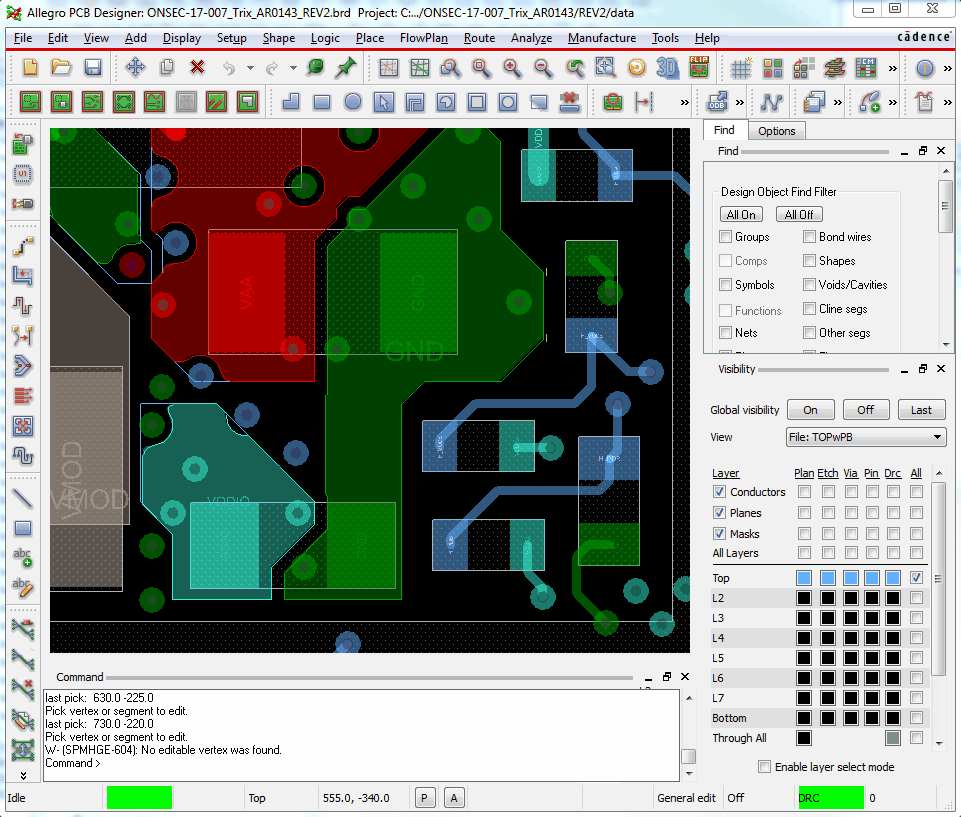 Allegro PCB Designer: ONSEC-17-007_Trix_AR0143_REV2.brd Project: C:.../ONSEC-17-007_Trix_AR0143/REV2/data
File Edit View Add Display Setup Shape Logic Place FlowPlan Route Analyze Manufacture Tools Help
cādence
3D FLIP
ODB
U1
abc
abc
VDD
VAA
GND
GND
VMOD
VMOD
VDDIO
Find Options
Find
Design Object Find Filter
All On All Off
Groups Bond wires
Comps Shapes
Symbols Voids/Cavities
Functions Cline segs
Nets Other segs
Visibility
Global visibility On Off Last
View File: TOPwPB
Layer Plan Etch Via Pin Drc All
Conductors
Planes
Masks
All Layers
Top
L2
L3
L4
L5
L6
L7
Bottom
Through All
Enable layer select mode
Command
last pick: 630.0 -225.0
Pick vertex or segment to edit.
last pick: 730.0 -220.0
Pick vertex or segment to edit.
W- (SPMHGE-604): No editable vertex was found.
Command >
Idle Top 555.0, -340.0 P A General edit Off DRC 0